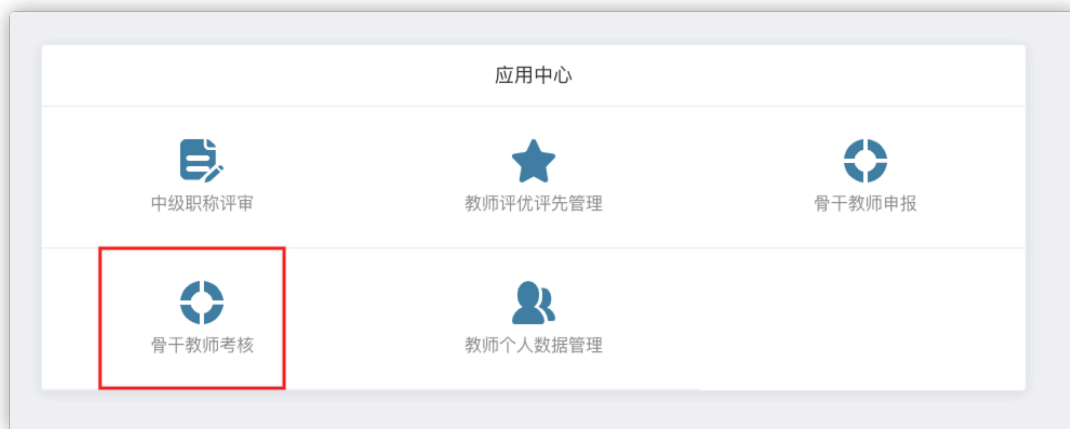 应用中心
中级职称评审
教师评优评先管理
骨干教师申报
骨干教师考核
教师个人数据管理